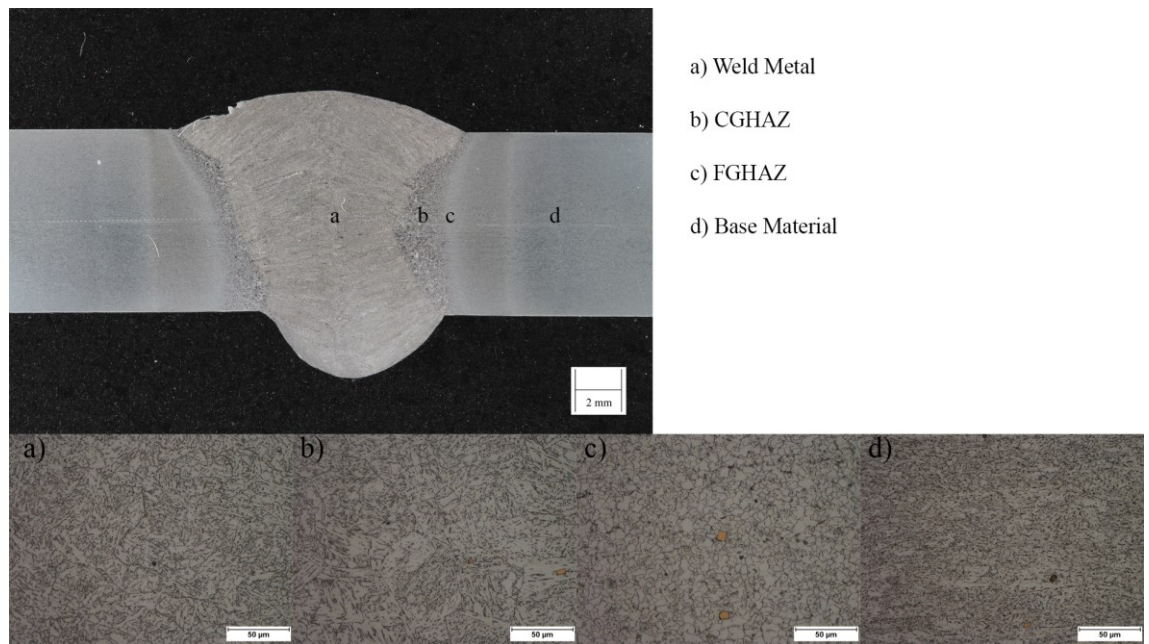 a) Weld Metal
b) CGHAZ
c) FGHAZ
d) Base Material
a b c d
2 mm
a) b) c) d)
50 µm 50 µm 50 µm 50 µm